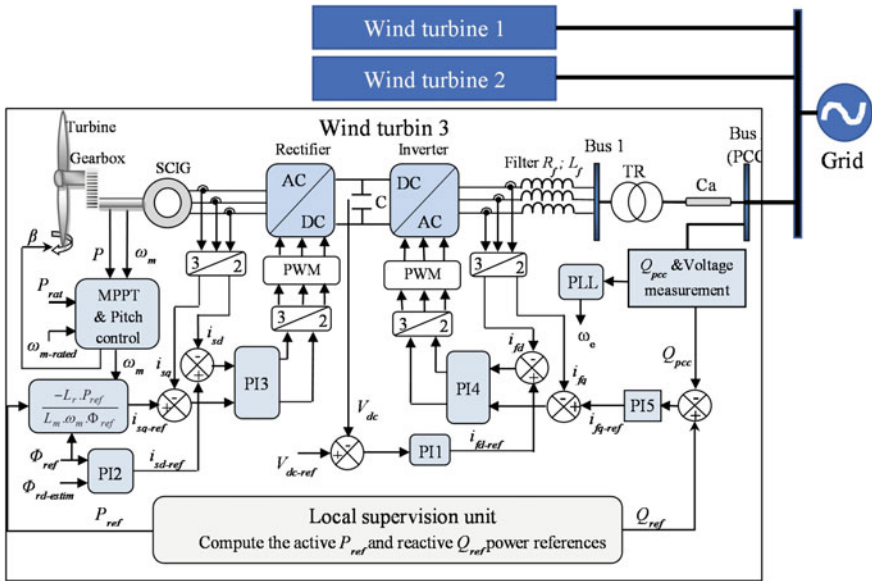 Wind turbine 1
Wind turbine 2
Grid
Wind turbin 3
Turbine
Gearbox
SCIG
Rectifier
Inverter
Filter R_f ; L_f
Bus 1
TR
Ca
Bus
(PCC
AC
DC
C
DC
AC
β
P
ω_m
3 2
PWM
PWM
3 2
PLL
Q_pcc &Voltage
measurement
P_rat
MPPT
& Pitch
control
ω_m-rated
3 2
3 2
ω_e
i_sd
i_sq
i_fd
i_fq
Q_pcc
ω_m
PI3
PI4
PI5
-L_r.P_ref
L_m.ω_m.Φ_ref
i_sq-ref
V_dc
i_fq-ref
Φ_ref
PI2
i_sd-ref
V_dc-ref
PI1
i_fd-ref
Φ_rd-estim
P_ref
Local supervision unit
Q_ref
Compute the active P_ref and reactive Q_ref power references